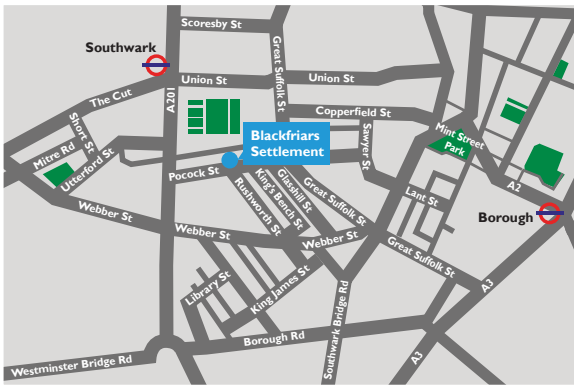 Scoresby St
Southwark
Great Suffolk St
Union St
Union St
The Cut
A201
Copperfield St
Short St
Mint Street
Park
Blackfriars
Settlement
Sawyer St
Mitre Rd
Utterford St
Pocock St
A2
Rushworth St
King's Bench St
Glasshill St
Great Suffolk St
Lant St
Borough
Webber St
Webber St
Webber St
Great Suffolk St
Library St
King James St
A3
Southwark Bridge Rd
Borough Rd
A3
Westminster Bridge Rd